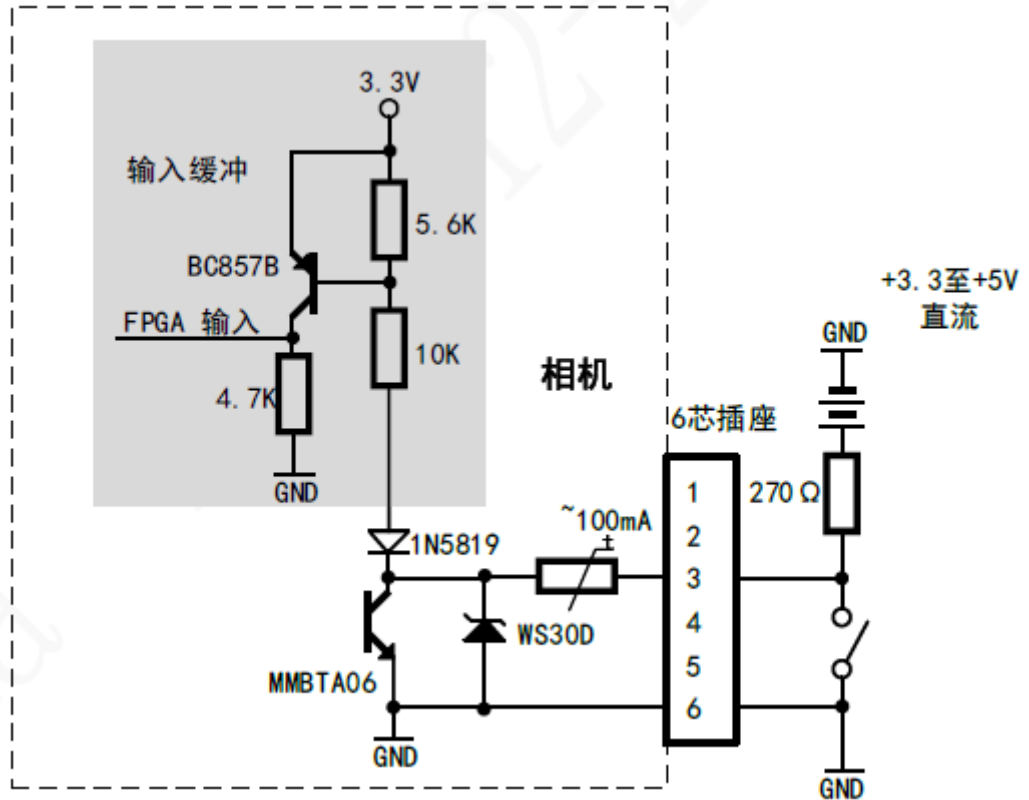 3.3V
输入缓冲
5.6K
BC857B
FPGA 输入
10K
4.7K
GND
相机
+3.3至+5V
直流
GND
6芯插座
270Ω
1
2
3
4
5
6
~100mA
±
1N5819
WS30D
MMBTA06
GND
GND